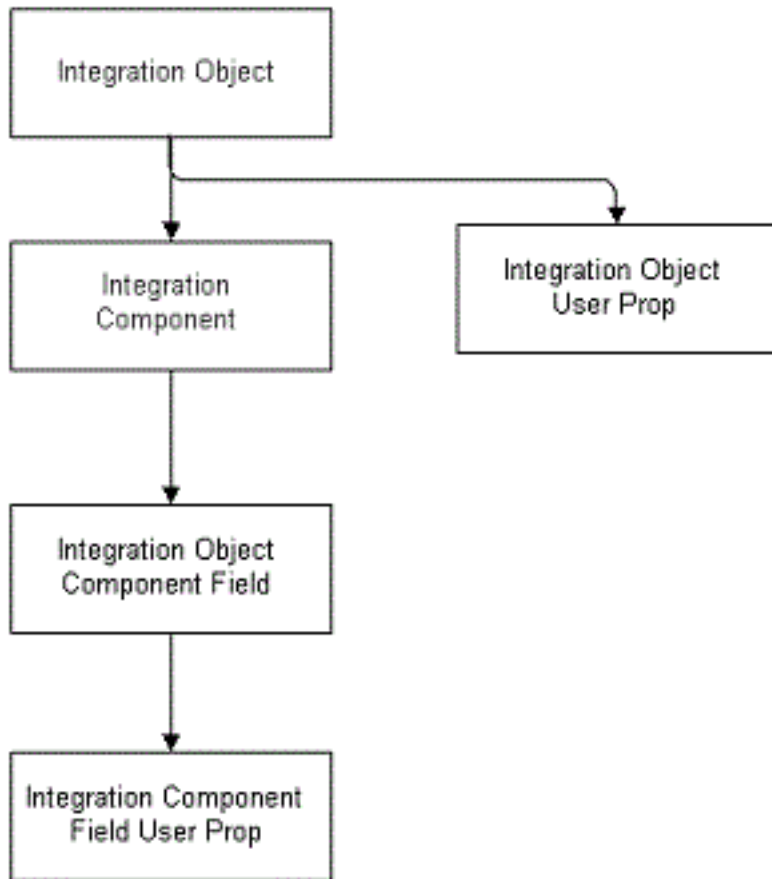 Integration Object
Integration
Component
Integration Object
User Prop
Integration Object
Component Field
Integration Component
Field User Prop